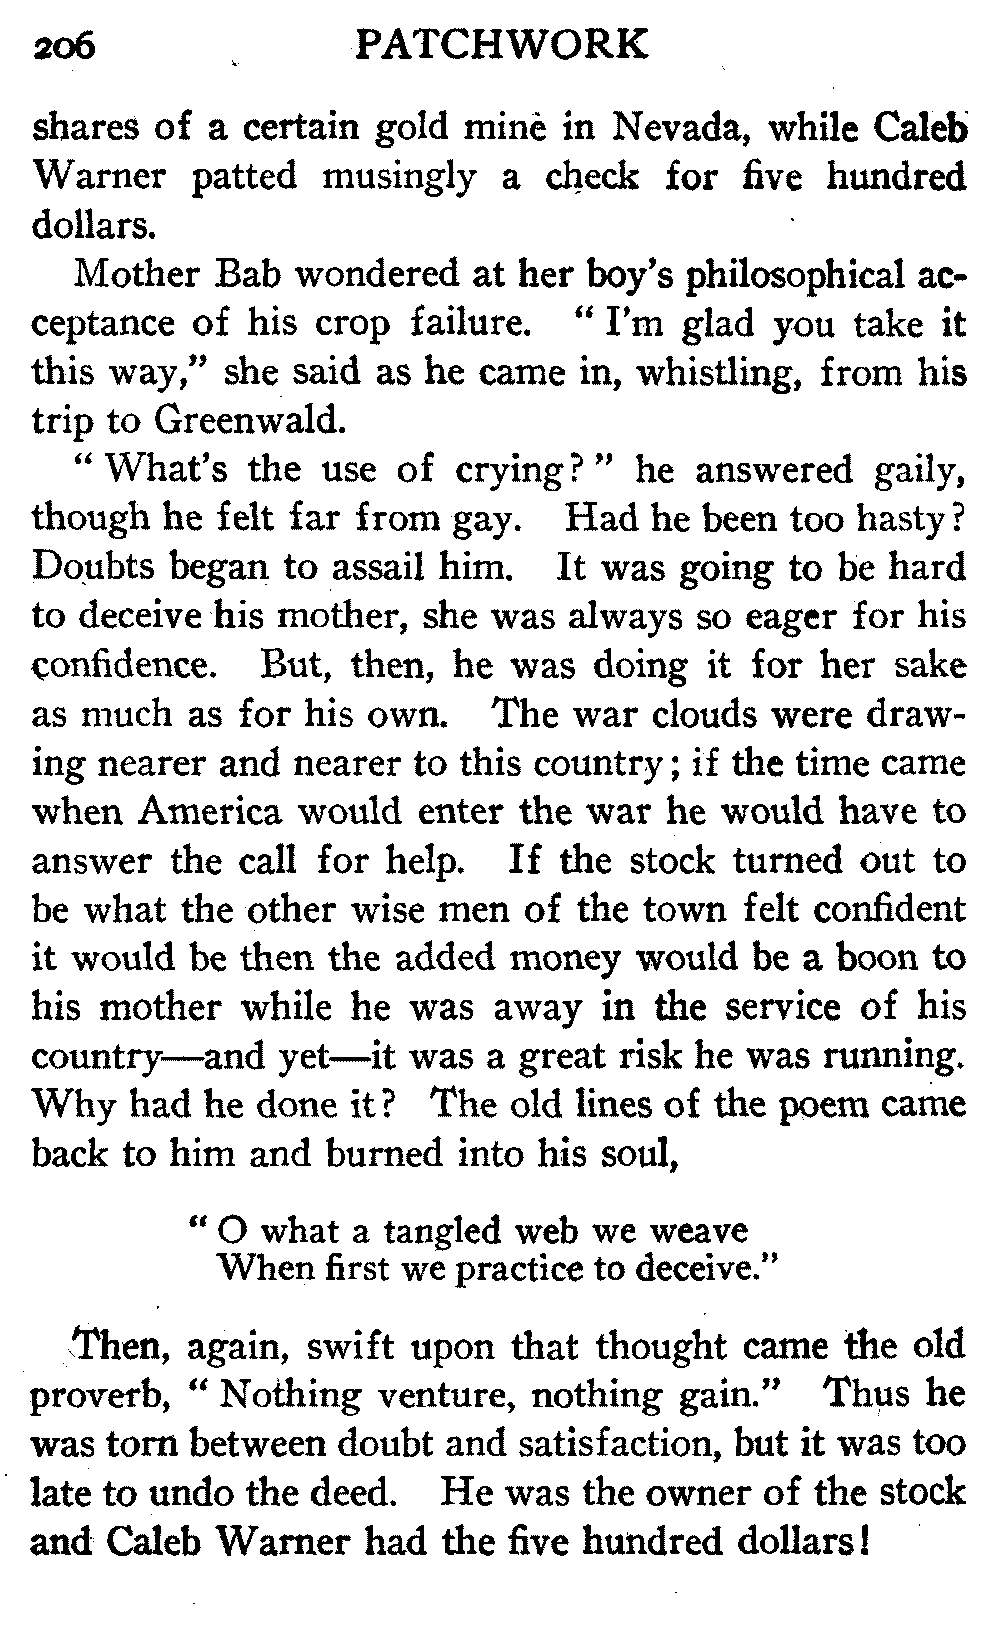 206 PATCHWORK
shares of a certain gold mine in Nevada, while Caleb
Warner patted musingly a check for five hundred
dollars.
Mother Bab wondered at her boy's philosophical ac-
ceptance of his crop failure. " I'm glad you take it
this way," she said as he came in, whistling, from his
trip to Greenwald.
" What's the use of crying? " he answered gaily,
though he felt far from gay. Had he been too hasty?
Doubts began to assail him. It was going to be hard
to deceive his mother, she was always so eager for his
confidence. But, then, he was doing it for her sake
as much as for his own. The war clouds were draw-
ing nearer and nearer to this country; if the time came
when America would enter the war he would have to
answer the call for help. If the stock turned out to
be what the other wise men of the town felt confident
it would be then the added money would be a boon to
his mother while he was away in the service of his
country—and yet—it was a great risk he was running.
Why had he done it? The old lines of the poem came
back to him and burned into his soul,
" O what a tangled web we weave
When first we practice to deceive."
Then, again, swift upon that thought came the old
proverb, " Nothing venture, nothing gain." Thus he
was torn between doubt and satisfaction, but it was too
late to undo the deed. He was the owner of the stock
and Caleb Warner had the five hundred dollars!